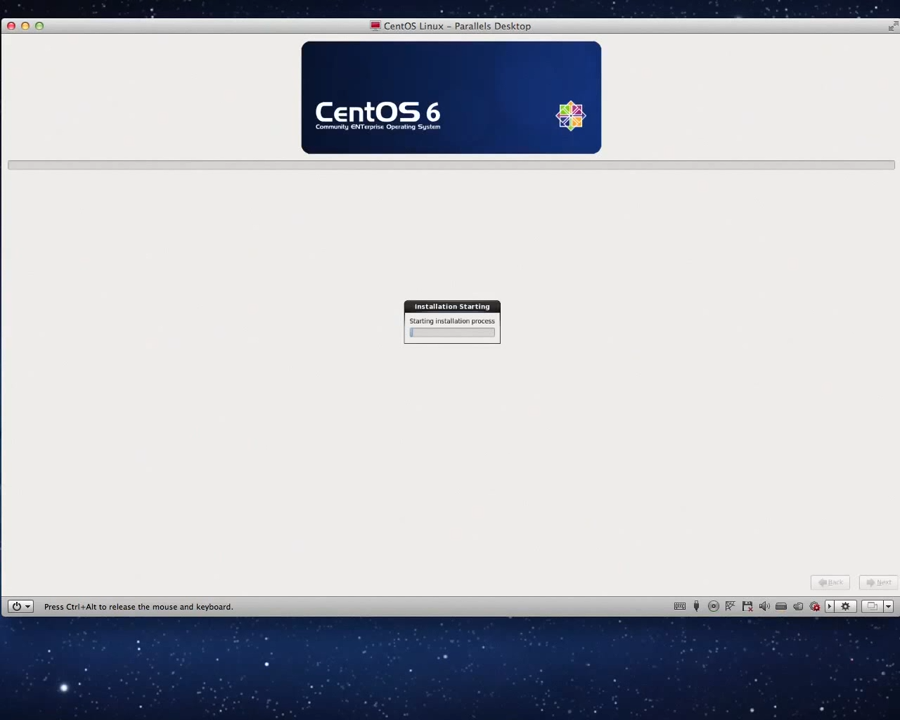 CentOS Linux – Parallels Desktop
CentOS 6
Community ENTerprise Operating System
Installation Starting
Starting installation process
Back
Next
Press Ctrl+Alt to release the mouse and keyboard.